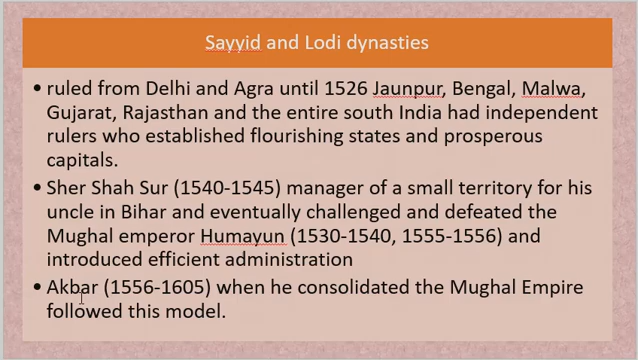 Sayyid and Lodi dynasties
• ruled from Delhi and Agra until 1526 Jaunpur, Bengal, Malwa,
Gujarat, Rajasthan and the entire south India had independent
rulers who established flourishing states and prosperous
capitals.
• Sher Shah Sur (1540-1545) manager of a small territory for his
uncle in Bihar and eventually challenged and defeated the
Mughal emperor Humayun (1530-1540, 1555-1556) and
introduced efficient administration
• Akbar (1556-1605) when he consolidated the Mughal Empire
followed this model.